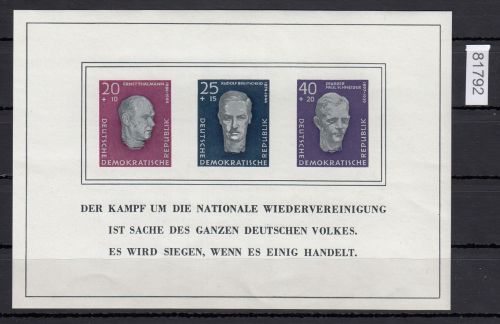 ERNST THÄLMANN
20
+10
DEUTSCHE
DEMOKRATISCHE
REPUBLIK
RUDOLF BREITSCHEID
25
+15
DEUTSCHE
DEMOKRATISCHE
REPUBLIK
PFARRER
PAUL SCHNEIDER
40
+20
DEUTSCHE
DEMOKRATISCHE
REPUBLIK
81792
DER KAMPF UM DIE NATIONALE WIEDERVEREINIGUNG
IST SACHE DES GANZEN DEUTSCHEN VOLKES.
ES WIRD SIEGEN, WENN ES EINIG HANDELT.